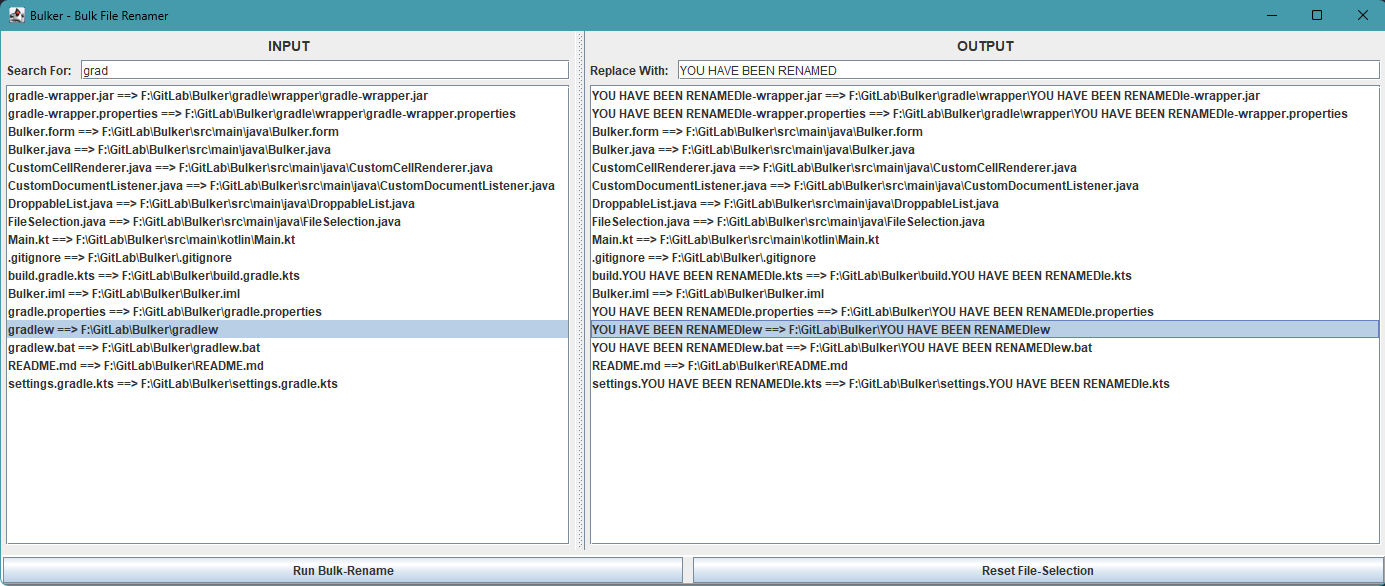 Bulker - Bulk File Renamer
INPUT
Search For: grad
gradle-wrapper.jar ==> F:\GitLab\Bulker\gradle\wrapper\gradle-wrapper.jar
gradle-wrapper.properties ==> F:\GitLab\Bulker\gradle\wrapper\gradle-wrapper.properties
Bulker.form ==> F:\GitLab\Bulker\src\main\java\Bulker.form
Bulker.java ==> F:\GitLab\Bulker\src\main\java\Bulker.java
CustomCellRenderer.java ==> F:\GitLab\Bulker\src\main\java\CustomCellRenderer.java
CustomDocumentListener.java ==> F:\GitLab\Bulker\src\main\java\CustomDocumentListener.java
DroppableList.java ==> F:\GitLab\Bulker\src\main\java\DroppableList.java
FileSelection.java ==> F:\GitLab\Bulker\src\main\java\FileSelection.java
Main.kt ==> F:\GitLab\Bulker\src\main\kotlin\Main.kt
.gitignore ==> F:\GitLab\Bulker\.gitignore
build.gradle.kts ==> F:\GitLab\Bulker\build.gradle.kts
Bulker.iml ==> F:\GitLab\Bulker\Bulker.iml
gradle.properties ==> F:\GitLab\Bulker\gradle.properties
gradlew ==> F:\GitLab\Bulker\gradlew
gradlew.bat ==> F:\GitLab\Bulker\gradlew.bat
README.md ==> F:\GitLab\Bulker\README.md
settings.gradle.kts ==> F:\GitLab\Bulker\settings.gradle.kts
OUTPUT
Replace With: YOU HAVE BEEN RENAMED
YOU HAVE BEEN RENAMEDle-wrapper.jar ==> F:\GitLab\Bulker\gradle\wrapper\YOU HAVE BEEN RENAMEDle-wrapper.jar
YOU HAVE BEEN RENAMEDle-wrapper.properties ==> F:\GitLab\Bulker\gradle\wrapper\YOU HAVE BEEN RENAMEDle-wrapper.properties
Bulker.form ==> F:\GitLab\Bulker\src\main\java\Bulker.form
Bulker.java ==> F:\GitLab\Bulker\src\main\java\Bulker.java
CustomCellRenderer.java ==> F:\GitLab\Bulker\src\main\java\CustomCellRenderer.java
CustomDocumentListener.java ==> F:\GitLab\Bulker\src\main\java\CustomDocumentListener.java
DroppableList.java ==> F:\GitLab\Bulker\src\main\java\DroppableList.java
FileSelection.java ==> F:\GitLab\Bulker\src\main\java\FileSelection.java
Main.kt ==> F:\GitLab\Bulker\src\main\kotlin\Main.kt
.gitignore ==> F:\GitLab\Bulker\.gitignore
build.YOU HAVE BEEN RENAMEDle.kts ==> F:\GitLab\Bulker\build.YOU HAVE BEEN RENAMEDle.kts
Bulker.iml ==> F:\GitLab\Bulker\Bulker.iml
YOU HAVE BEEN RENAMEDle.properties ==> F:\GitLab\Bulker\YOU HAVE BEEN RENAMEDle.properties
YOU HAVE BEEN RENAMEDlew ==> F:\GitLab\Bulker\YOU HAVE BEEN RENAMEDlew
YOU HAVE BEEN RENAMEDlew.bat ==> F:\GitLab\Bulker\YOU HAVE BEEN RENAMEDlew.bat
README.md ==> F:\GitLab\Bulker\README.md
settings.YOU HAVE BEEN RENAMEDle.kts ==> F:\GitLab\Bulker\settings.YOU HAVE BEEN RENAMEDle.kts
Run Bulk-Rename
Reset File-Selection